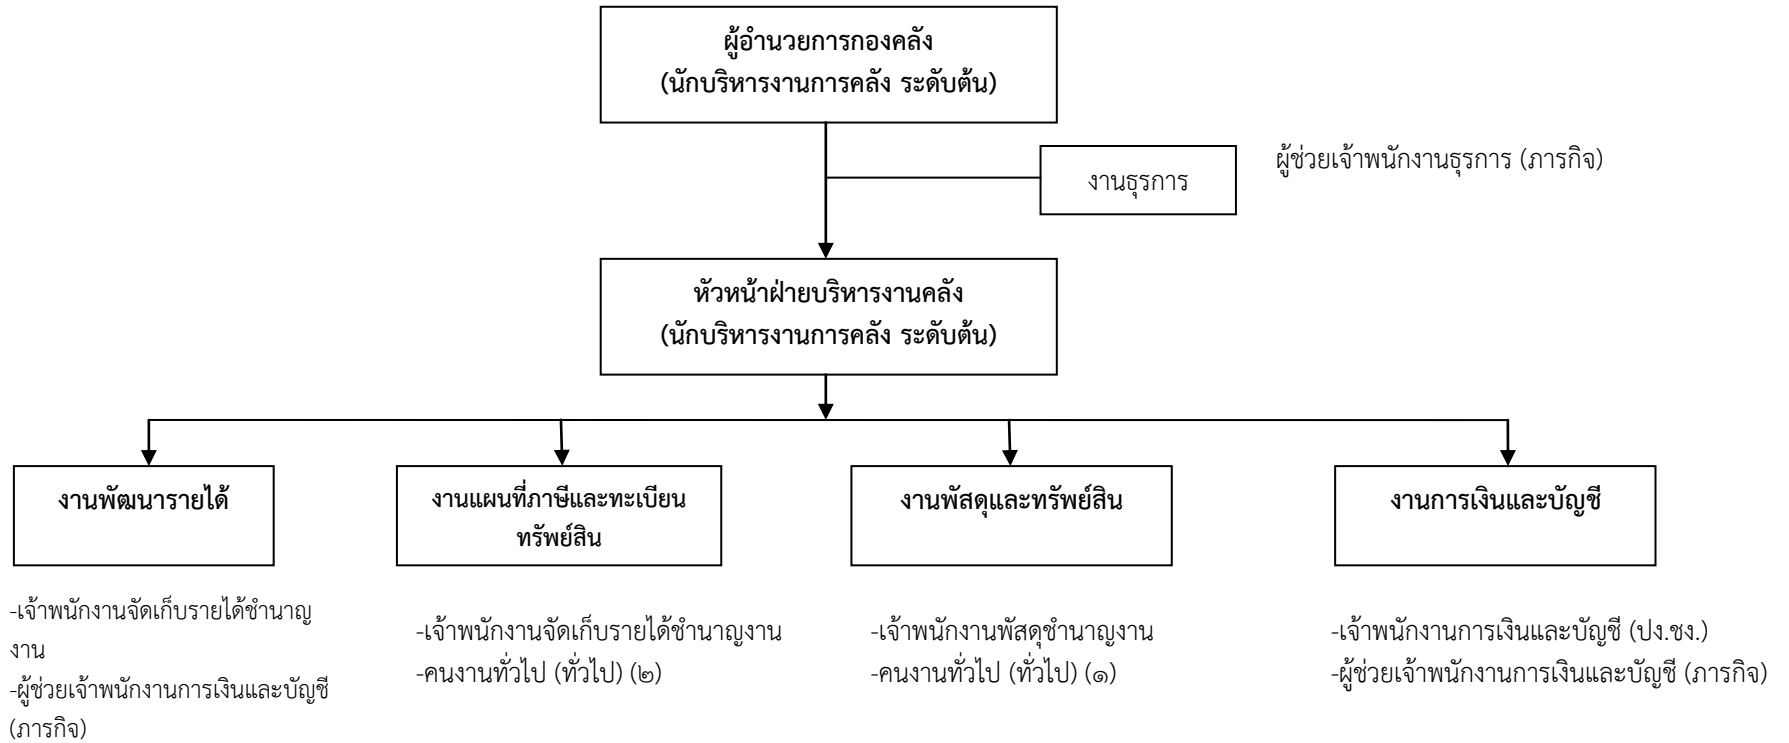 ผู้อำนวยการกองคลัง
(นักบริหารงานการคลัง ระดับต้น)
ผู้ช่วยเจ้าพนักงานธุรการ (ภารกิจ)
งานธุรการ
หัวหน้าฝ่ายบริหารงานคลัง
(นักบริหารงานการคลัง ระดับต้น)
งานพัฒนารายได้
งานแผนที่ภาษีและทะเบียน
ทรัพย์สิน
งานพัสดุและทรัพย์สิน
งานการเงินและบัญชี
-เจ้าพนักงานจัดเก็บรายได้ชำนาญ
งาน
-ผู้ช่วยเจ้าพนักงานการเงินและบัญชี
(ภารกิจ)
-เจ้าพนักงานจัดเก็บรายได้ชำนาญงาน
-คนงานทั่วไป (ทั่วไป) (๒)
-เจ้าพนักงานพัสดุชำนาญงาน
-คนงานทั่วไป (ทั่วไป) (๑)
-เจ้าพนักงานการเงินและบัญชี (ปง.ชง.)
-ผู้ช่วยเจ้าพนักงานการเงินและบัญชี (ภารกิจ)